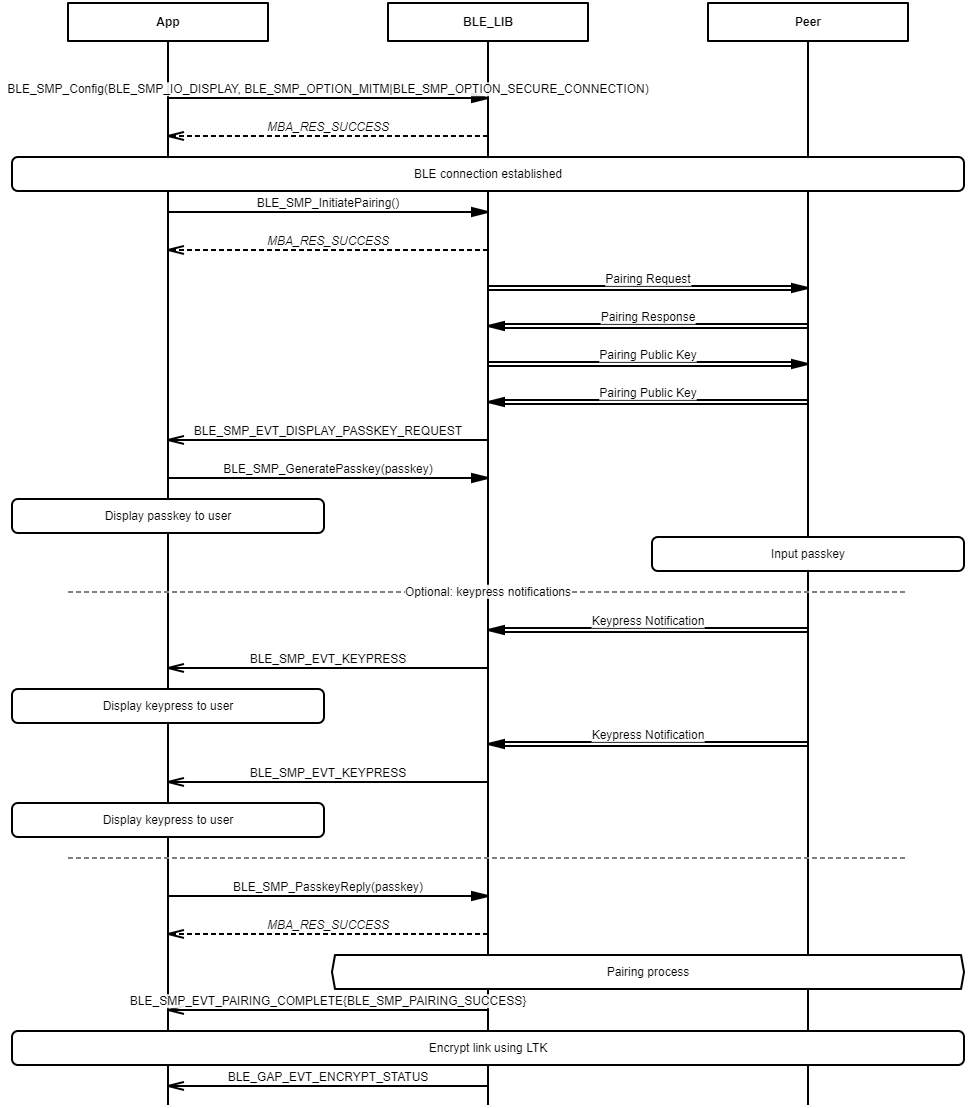 App
BLE_LIB
Peer
BLE_SMP_Config(BLE_SMP_IO_DISPLAY, BLE_SMP_OPTION_MITM|BLE_SMP_OPTION_SECURE_CONNECTION)
MBA_RES_SUCCESS
BLE connection established
BLE_SMP_InitiatePairing()
MBA_RES_SUCCESS
Pairing Request
Pairing Response
Pairing Public Key
Pairing Public Key
BLE_SMP_EVT_DISPLAY_PASSKEY_REQUEST
BLE_SMP_GeneratePasskey(passkey)
Display passkey to user
Input passkey
Optional: keypress notifications
Keypress Notification
BLE_SMP_EVT_KEYPRESS
Display keypress to user
Keypress Notification
BLE_SMP_EVT_KEYPRESS
Display keypress to user
BLE_SMP_PasskeyReply(passkey)
MBA_RES_SUCCESS
Pairing process
BLE_SMP_EVT_PAIRING_COMPLETE{BLE_SMP_PAIRING_SUCCESS}
Encrypt link using LTK
BLE_GAP_EVT_ENCRYPT_STATUS